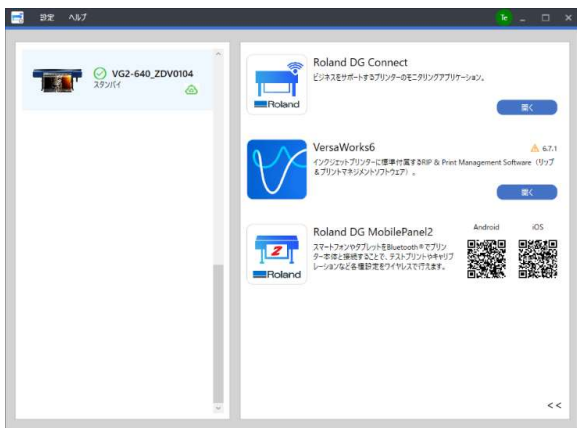 設定 ヘルプ
Te
VG2-640_ZDV0104
スタンバイ
Roland DG Connect
ビジネスをサポートするプリンターのモニタリングアプリケーション。
Roland
開く
VersaWorks6
6.7.1
インクジェットプリンターに標準付属するRIP & Print Management Software（リップ
＆プリントマネジメントソフトウェア）。
開く
Roland DG MobilePanel2
Android
iOS
スマートフォンやタブレットをBluetooth®でプリン
ター本体と接続することで、テストプリントやキャリブ
レーションなど各種設定をワイヤレスで行えます。
2
Roland
<<